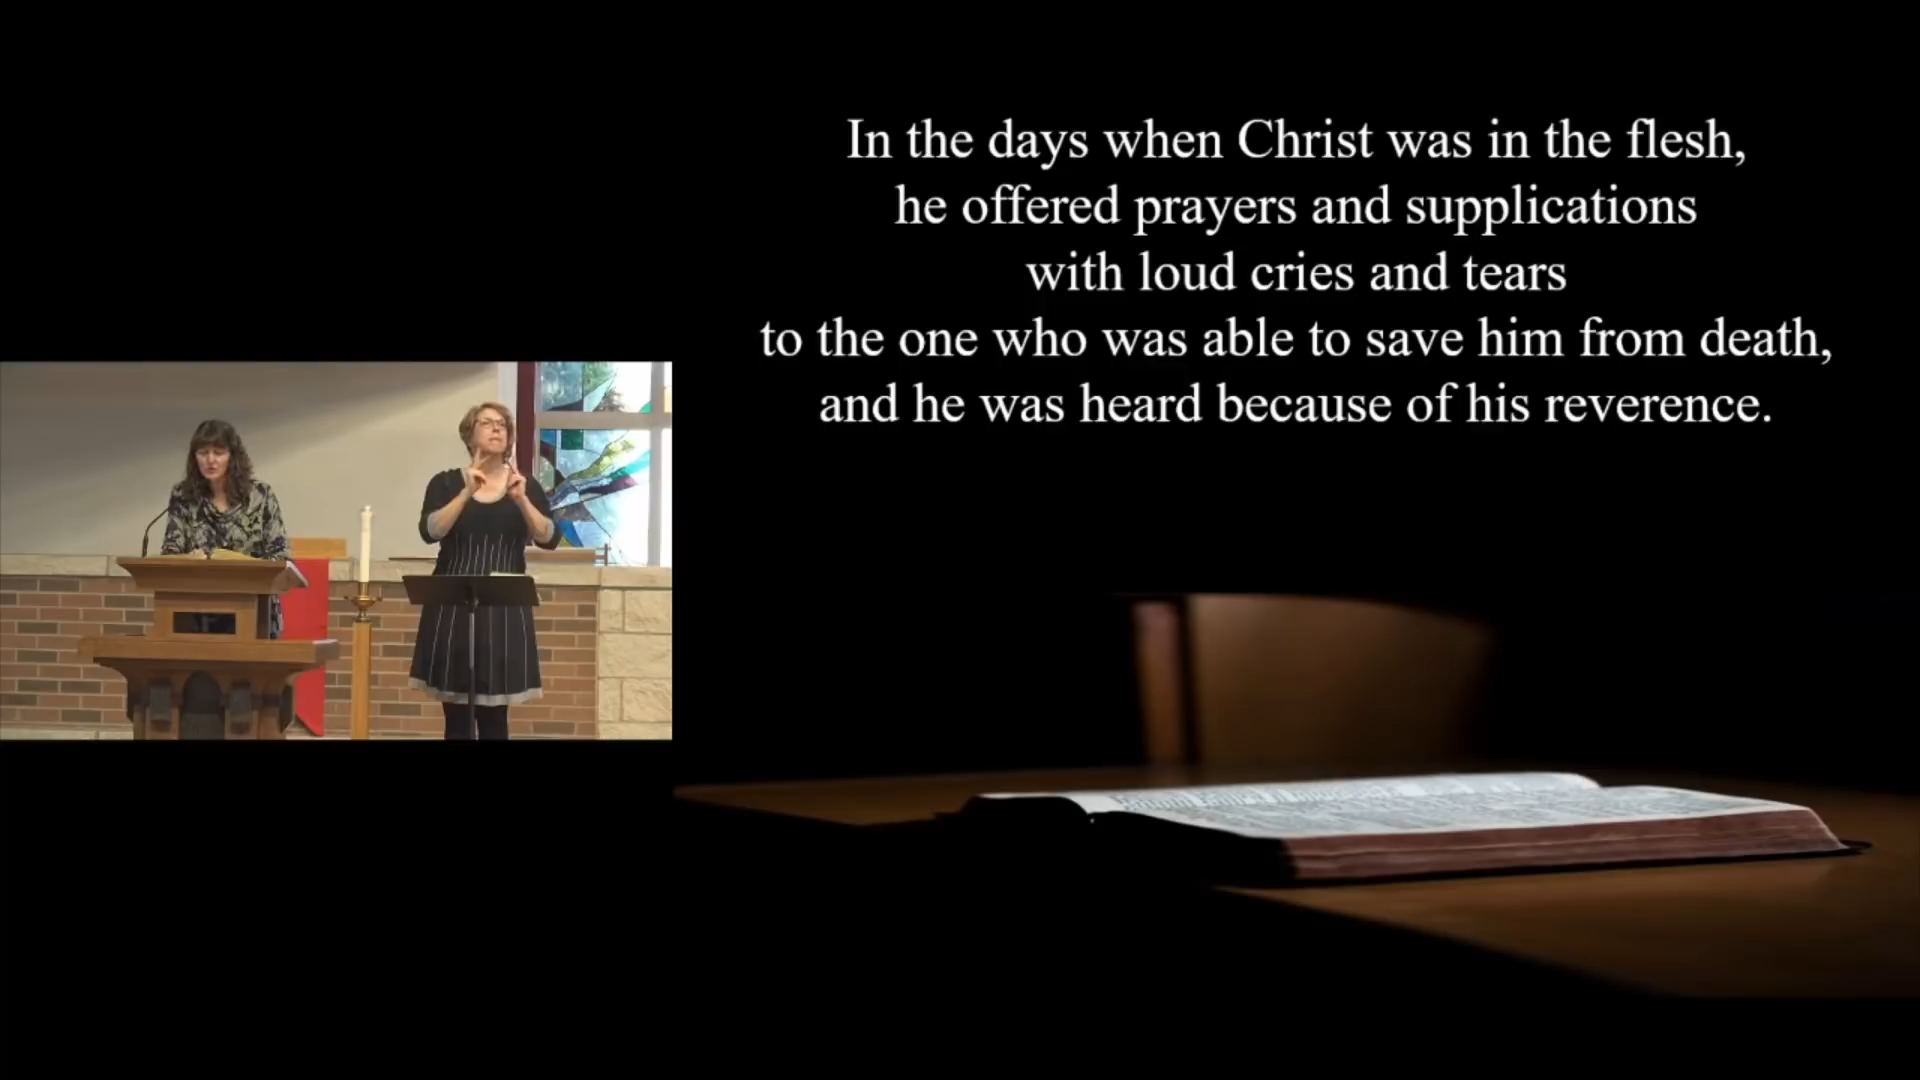 In the days when Christ was in the flesh,
he offered prayers and supplications
with loud cries and tears
to the one who was able to save him from death,
and he was heard because of his reverence.